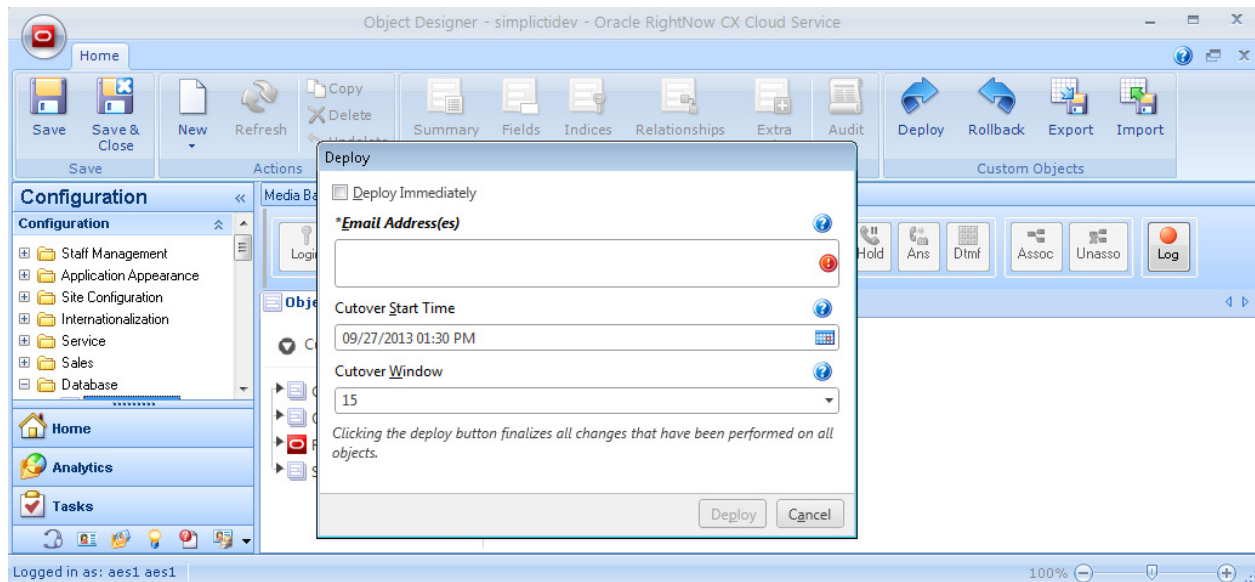 Object Designer - simplictidev - Oracle RightNow CX Cloud Service
Home
Save
Save & Close
New
Refresh
Copy
Delete
Undelete
Summary
Fields
Indices
Relationships
Extra
Audit
Deploy
Rollback
Export
Import
Save
Actions
Custom Objects
Configuration
Configuration
Staff Management
Application Appearance
Site Configuration
Internationalization
Service
Sales
Database
Home
Analytics
Tasks
Media Ba
Hold
Ans
Dtmf
Assoc
Unasso
Log
Obje
Deploy
Deploy Immediately
*Email Address(es)
Cutover Start Time
09/27/2013 01:30 PM
Cutover Window
15
Clicking the deploy button finalizes all changes that have been performed on all
objects.
Deploy
Cancel
Logged in as: aes1 aes1
100%